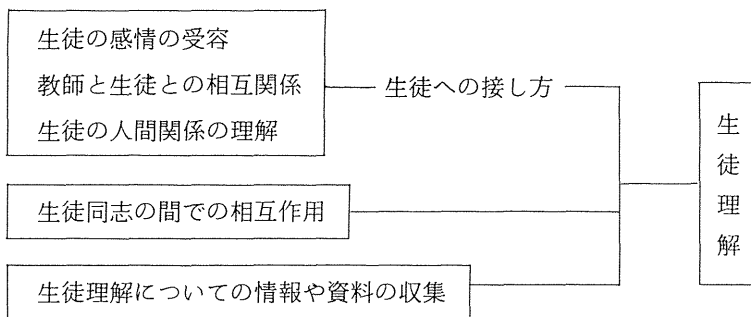 生徒の感情の受容
教師と生徒との相互関係
生徒の人間関係の理解
生徒への接し方
生徒同志の間での相互作用
生徒理解についての情報や資料の収集
生徒理解